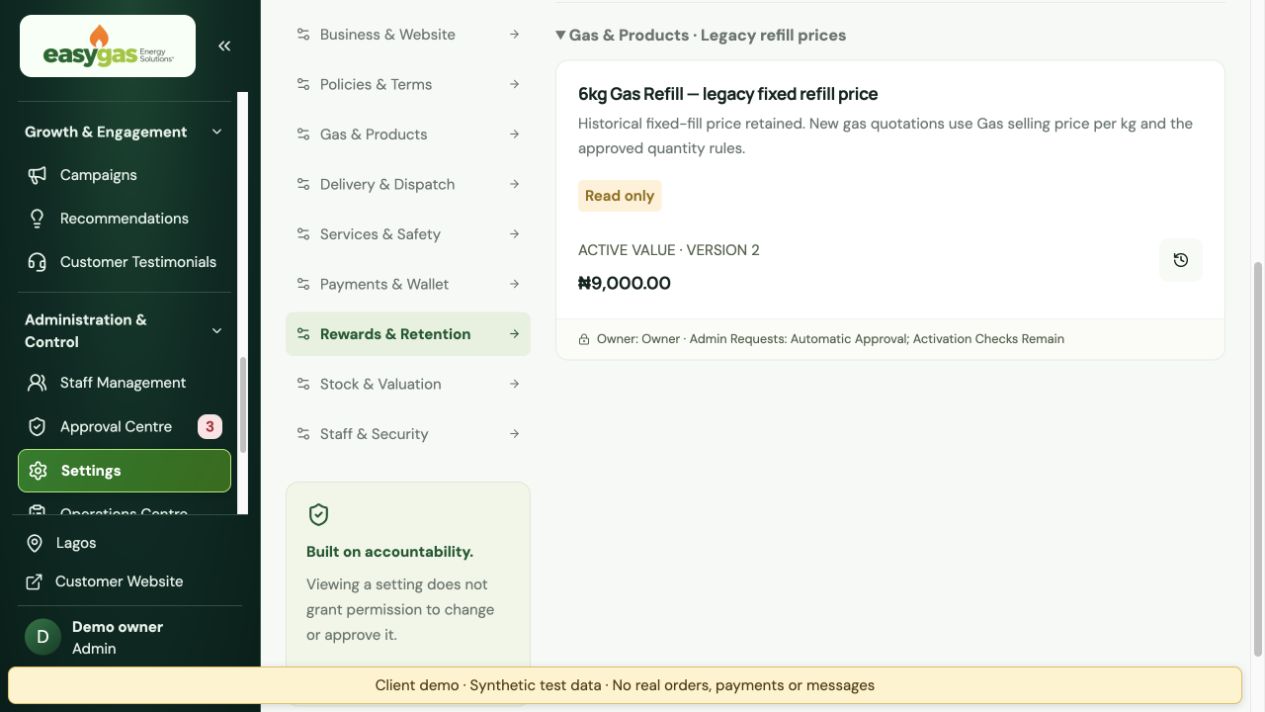 easygas Energy Solutions
Growth & Engagement
Campaigns
Recommendations
Customer Testimonials
Administration &
Control
Staff Management
Approval Centre 3
Settings
Operations Centre
Lagos
Customer Website
D
Demo owner
Admin
Business & Website
Policies & Terms
Gas & Products
Delivery & Dispatch
Services & Safety
Payments & Wallet
Rewards & Retention
Stock & Valuation
Staff & Security
Built on accountability.
Viewing a setting does not
grant permission to change
or approve it.
Gas & Products · Legacy refill prices
6kg Gas Refill — legacy fixed refill price
Historical fixed-fill price retained. New gas quotations use Gas selling price per kg and the
approved quantity rules.
Read only
ACTIVE VALUE · VERSION 2
₦9,000.00
Owner: Owner · Admin Requests: Automatic Approval; Activation Checks Remain
Client demo · Synthetic test data · No real orders, payments or messages